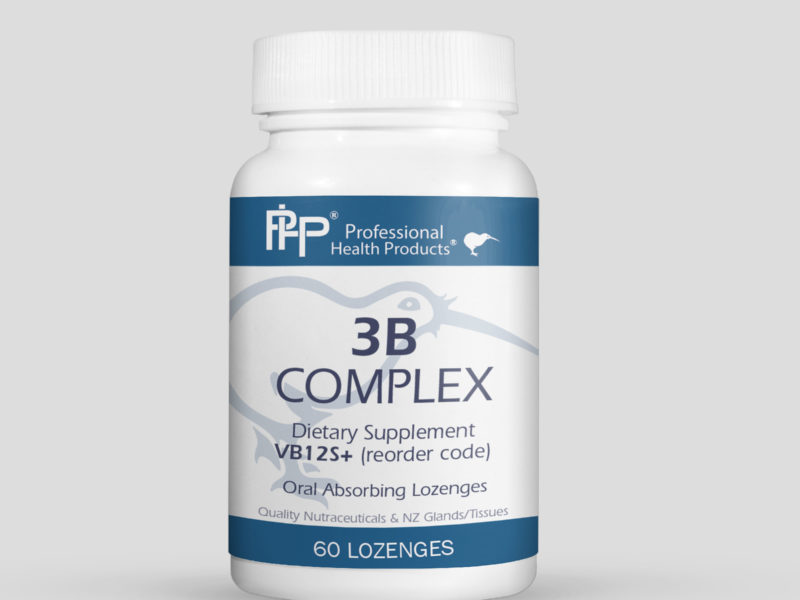 PHP® Professional
Health Products®
3B
COMPLEX
Dietary Supplement
VB12S+ (reorder code)
Oral Absorbing Lozenges
Quality Nutraceuticals & NZ Glands/Tissues
60 LOZENGES